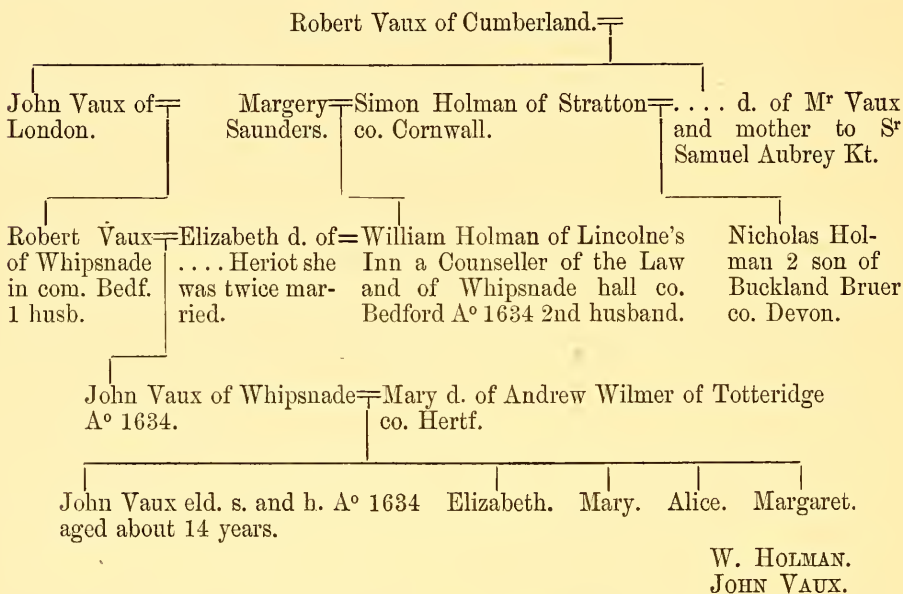 Robert Vaux of Cumberland.
John Vaux of
London.
Margery
Saunders.
Simon Holman of Stratton
co. Cornwall.
. . . . d. of Mr Vaux
and mother to Sr
Samuel Aubrey Kt.
Robert Vaux
of Whipsnade
in com. Bedf.
1 husb.
Elizabeth d. of
. . . . Heriot she
was twice mar-
ried.
William Holman of Lincolne's
Inn a Counseller of the Law
and of Whipsnade hall co.
Bedford Ao 1634 2nd husband.
Nicholas Hol-
man 2 son of
Buckland Bruer
co. Devon.
John Vaux of Whipsnade
Ao 1634.
Mary d. of Andrew Wilmer of Totteridge
co. Hertf.
John Vaux eld. s. and h. Ao 1634
aged about 14 years.
Elizabeth.
Mary.
Alice.
Margaret.
W. HOLMAN.
JOHN VAUX.